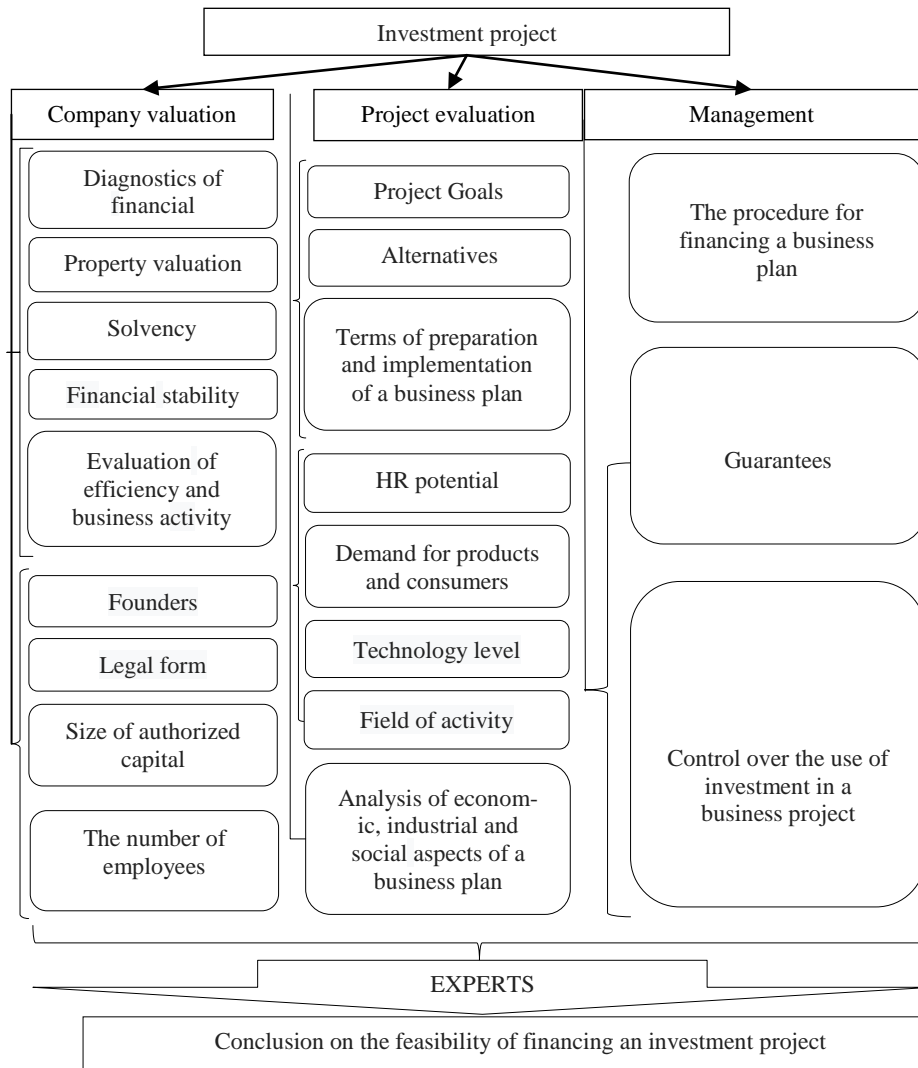 Investment project
Company valuation
Project evaluation
Management
Diagnostics of
financial
Property valuation
Solvency
Financial stability
Evaluation of
efficiency and
business activity
Founders
Legal form
Size of authorized
capital
The number of
employees
Project Goals
Alternatives
Terms of preparation
and implementation
of a business plan
HR potential
Demand for products
and consumers
Technology level
Field of activity
Analysis of econom-
ic, industrial and
social aspects of a
business plan
The procedure for
financing a business
plan
Guarantees
Control over the use of
investment in a
business project
EXPERTS
Conclusion on the feasibility of financing an investment project